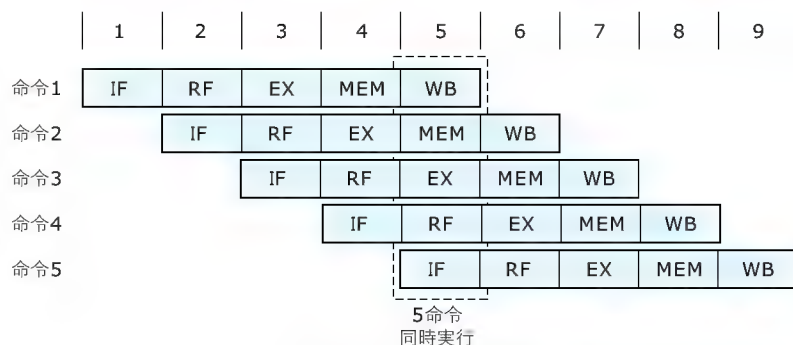 1 2 3 4 5 6 7 8 9
命令1 IF RF EX MEM WB
命令2 IF RF EX MEM WB
命令3 IF RF EX MEM WB
命令4 IF RF EX MEM WB
命令5 IF RF EX MEM WB
5命令
同時実行